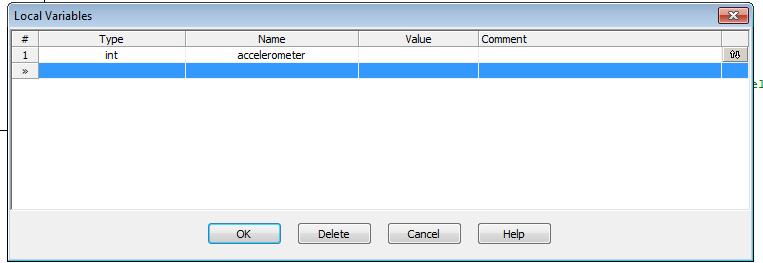 Local Variables
# Type Name Value Comment
1 int accelerometer
»
OK Delete Cancel Help